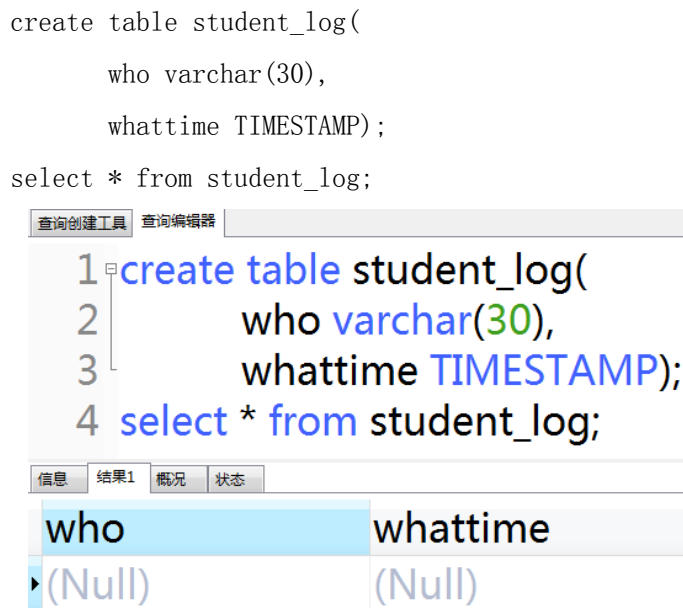 create table student_log(
who varchar(30),
whattime TIMESTAMP);
select * from student_log;
查询创建工具 查询编辑器
1 create table student_log(
2 who varchar(30),
3 whattime TIMESTAMP);
4 select * from student_log;
信息 结果1 概况 状态
who whattime
(Null) (Null)